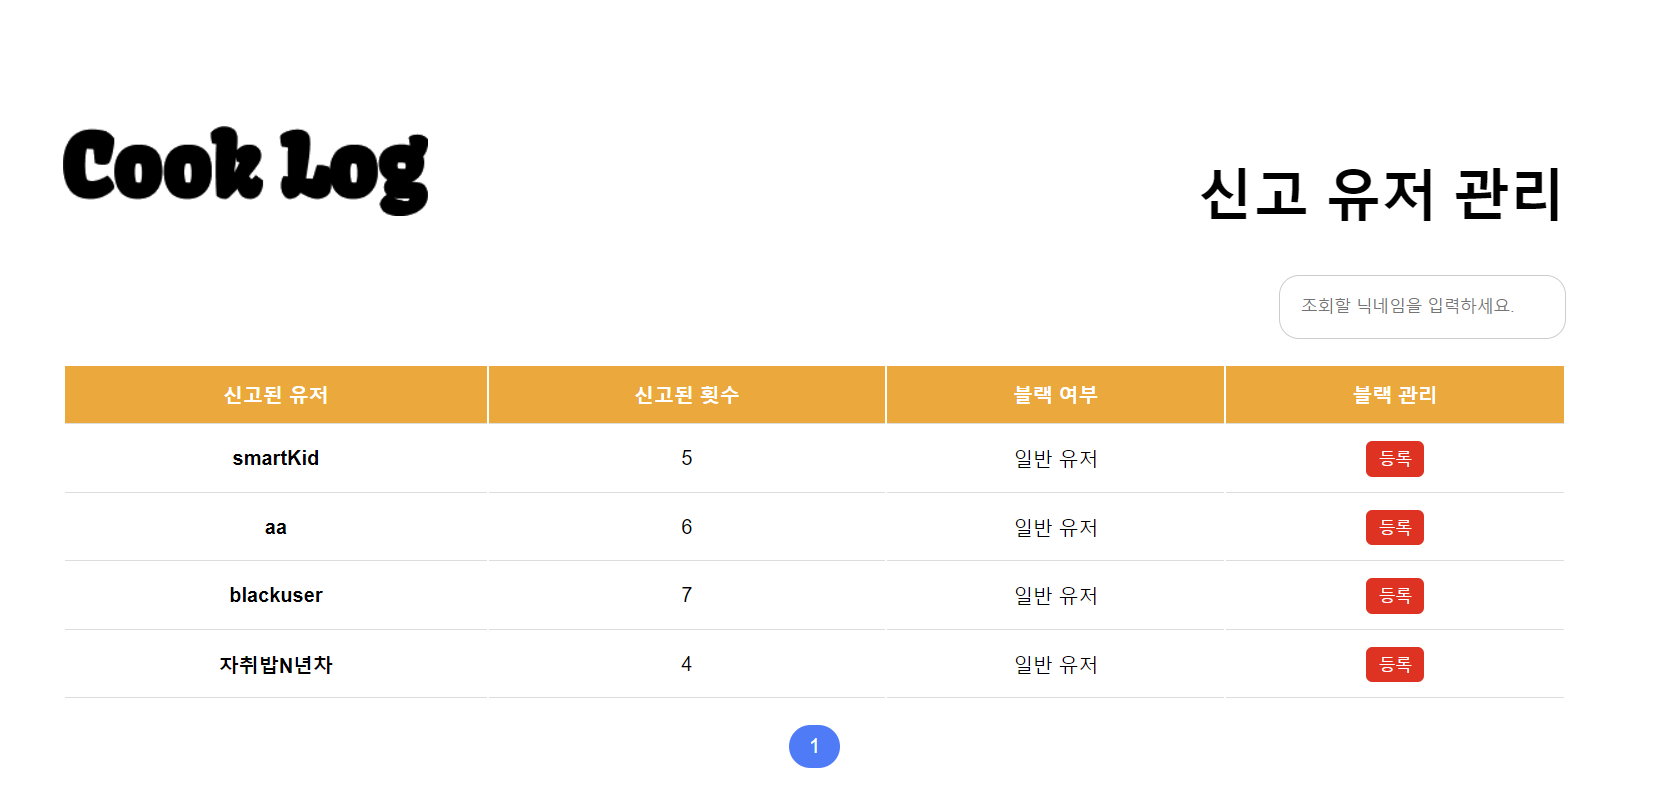 Cook Log
신고 유저 관리
조회할 닉네임을 입력하세요.
신고된 유저 신고된 횟수 블랙 여부 블랙 관리
smartKid 5 일반 유저 등록
aa 6 일반 유저 등록
blackuser 7 일반 유저 등록
자취밥N년차 4 일반 유저 등록
1